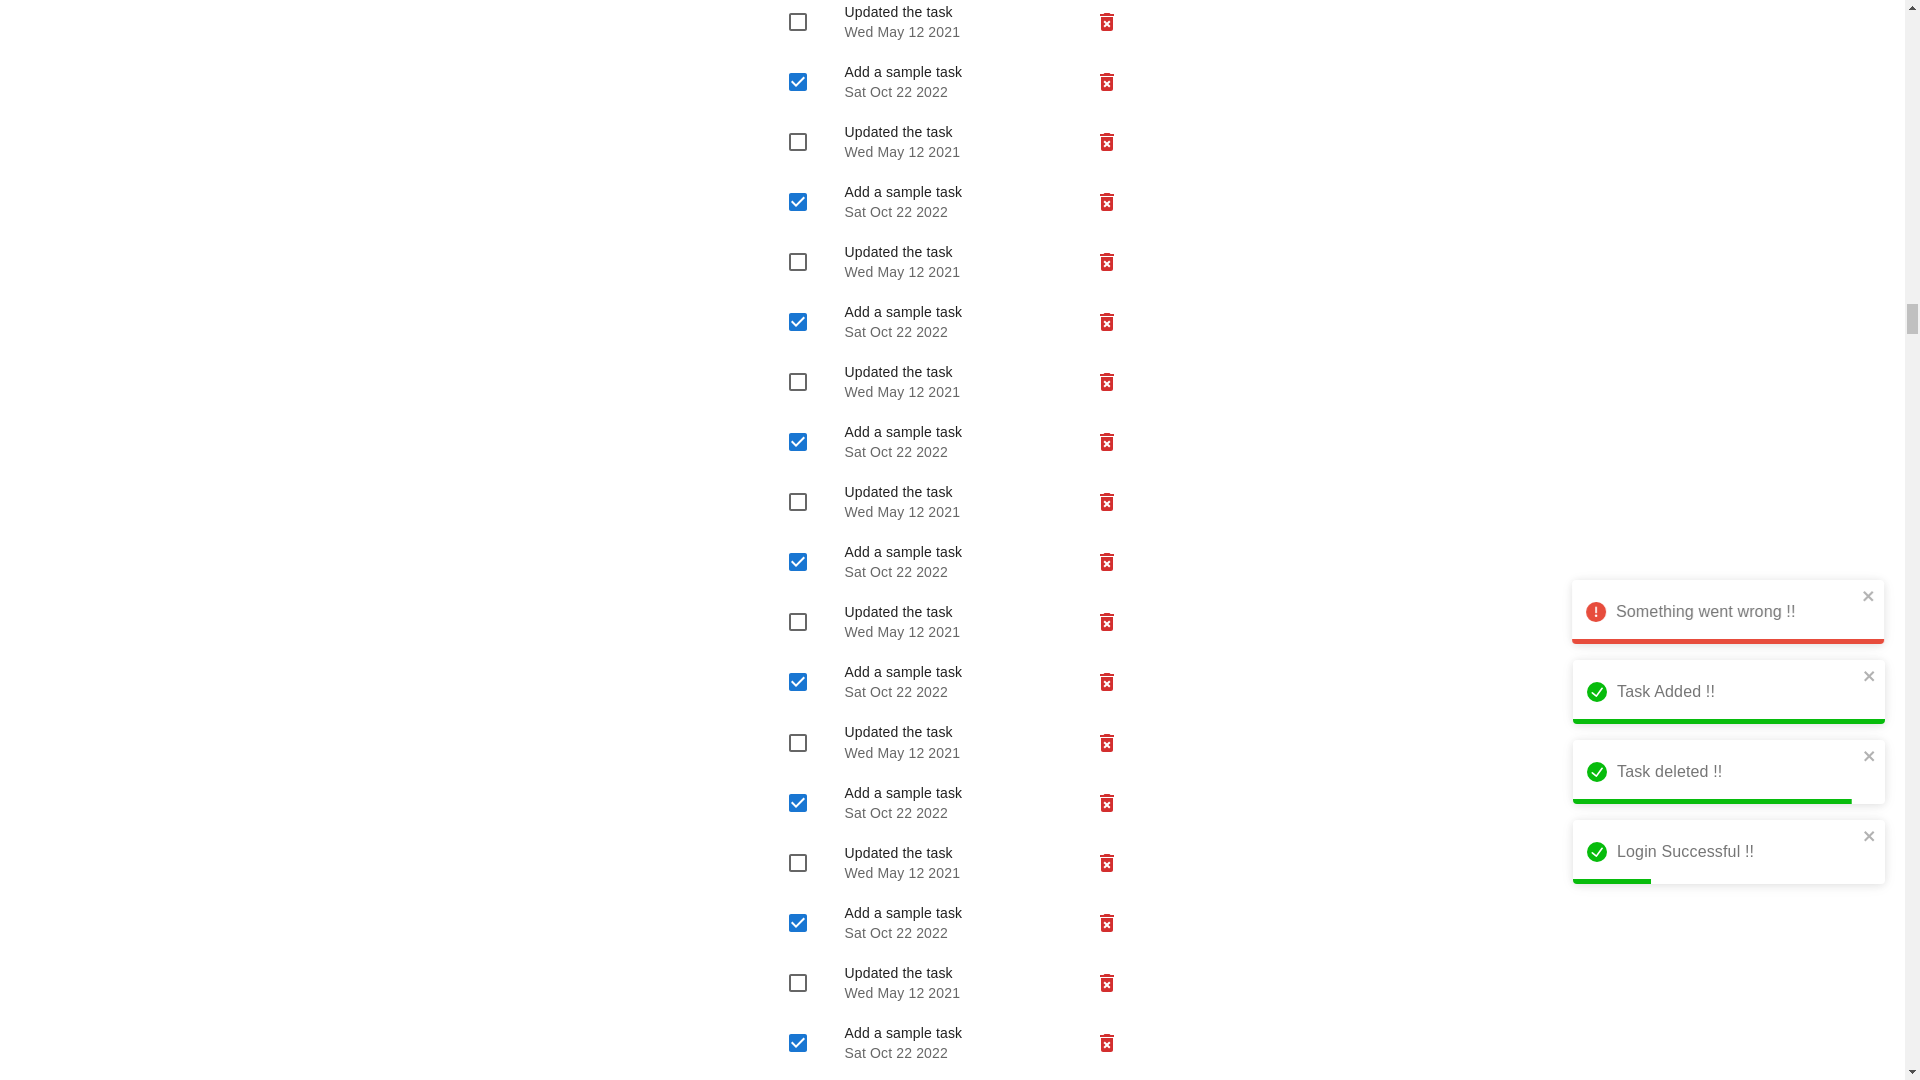 Updated the task
Wed May 12 2021
Add a sample task
Sat Oct 22 2022
Updated the task
Wed May 12 2021
Add a sample task
Sat Oct 22 2022
Updated the task
Wed May 12 2021
Add a sample task
Sat Oct 22 2022
Updated the task
Wed May 12 2021
Add a sample task
Sat Oct 22 2022
Updated the task
Wed May 12 2021
Add a sample task
Sat Oct 22 2022
Updated the task
Wed May 12 2021
Add a sample task
Sat Oct 22 2022
Updated the task
Wed May 12 2021
Add a sample task
Sat Oct 22 2022
Updated the task
Wed May 12 2021
Add a sample task
Sat Oct 22 2022
Updated the task
Wed May 12 2021
Add a sample task
Sat Oct 22 2022
Something went wrong !!
Task Added !!
Task deleted !!
Login Successful !!